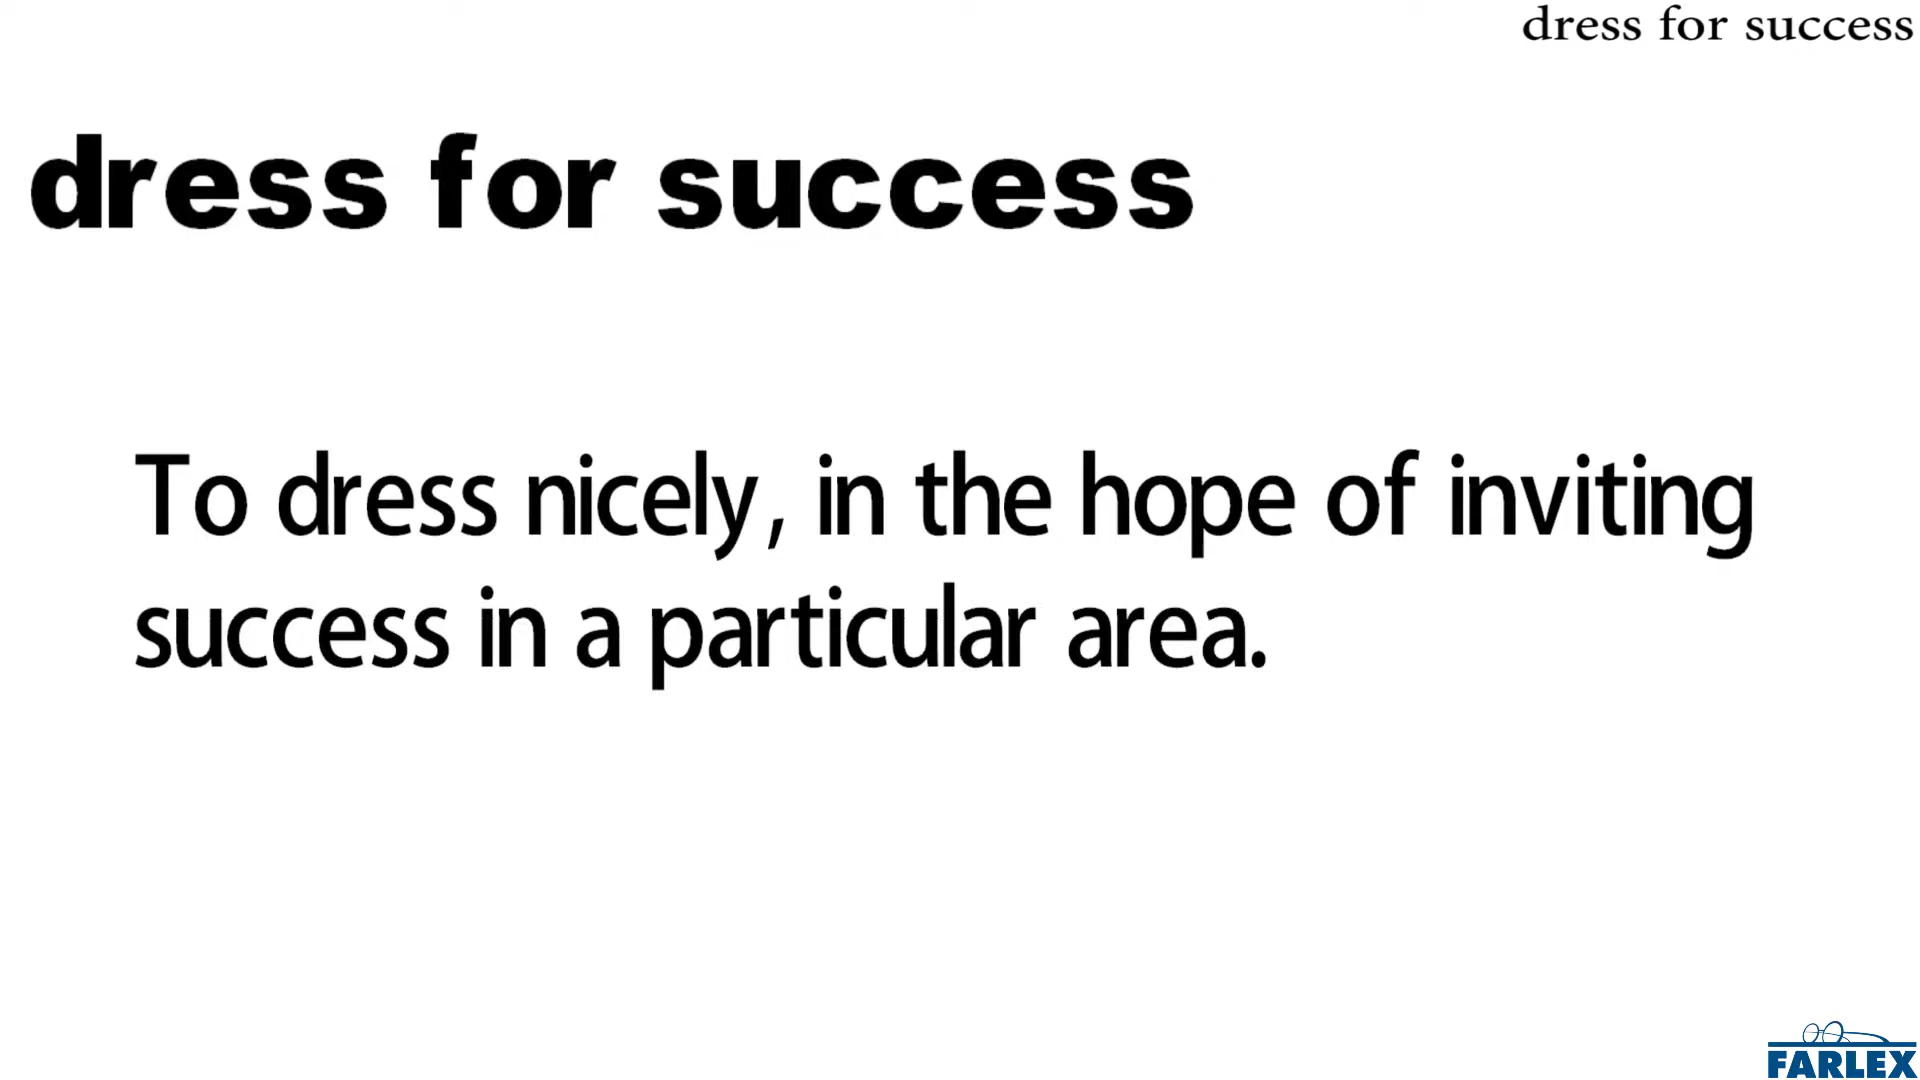 dress for success
dress for success
To dress nicely, in the hope of inviting
success in a particular area.
FARLEX